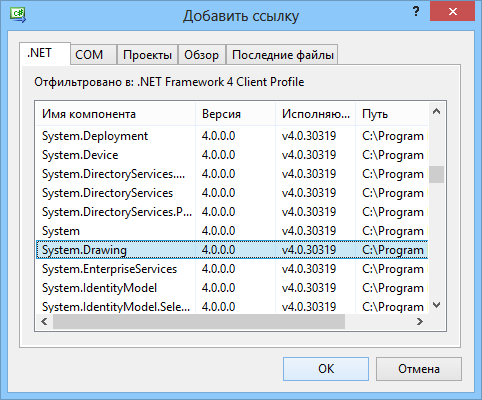 Добавить ссылку
.NET COM Проекты Обзор Последние файлы
Отфильтровано в: .NET Framework 4 Client Profile
Имя компонента Версия Исполняю... Путь
System.Deployment 4.0.0.0 v4.0.30319 C:\Program
System.Device 4.0.0.0 v4.0.30319 C:\Program
System.DirectoryServices.... 4.0.0.0 v4.0.30319 C:\Program
System.DirectoryServices 4.0.0.0 v4.0.30319 C:\Program
System.DirectoryServices.P... 4.0.0.0 v4.0.30319 C:\Program
System 4.0.0.0 v4.0.30319 C:\Program
System.Drawing 4.0.0.0 v4.0.30319 C:\Program
System.EnterpriseServices 4.0.0.0 v4.0.30319 C:\Program
System.IdentityModel 4.0.0.0 v4.0.30319 C:\Program
System.IdentityModel.Sele... 4.0.0.0 v4.0.30319 C:\Program
OK Отмена